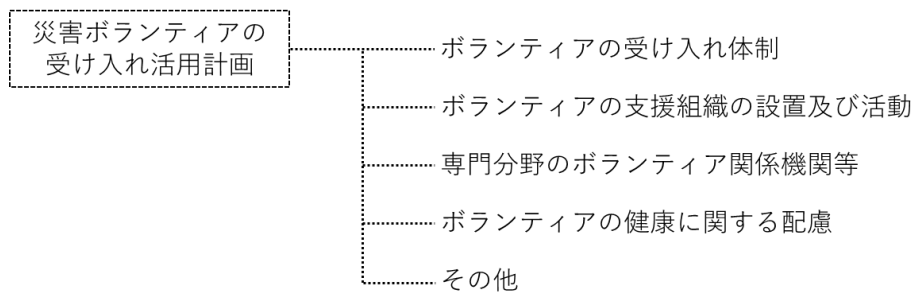 災害ボランティアの
受け入れ活用計画
ボランティアの受け入れ体制
ボランティアの支援組織の設置及び活動
専門分野のボランティア関係機関等
ボランティアの健康に関する配慮
その他